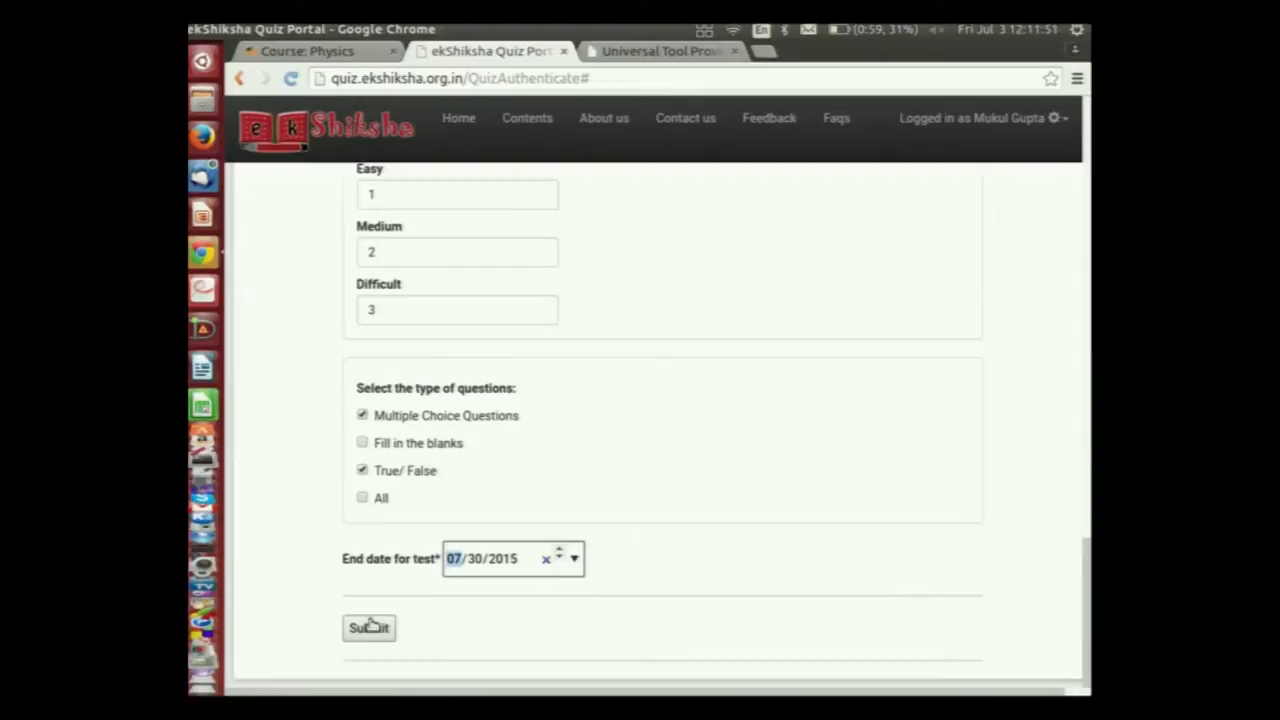 ekShiksha Quiz Portal - Google Chrome
En
(0:59, 31%)
Fri Jul 3 12:11:51
Course: Physics
ekShiksha Quiz Port
Universal Tool Prov
quiz.ekshiksha.org.in/QuizAuthenticate#
ek Shiksha
Home
Contents
About us
Contact us
Feedback
Faqs
Logged in as Mukul Gupta
Easy
1
Medium
2
Difficult
3
Select the type of questions:
Multiple Choice Questions
Fill in the blanks
True/ False
All
End date for test* 07/30/2015
Submit